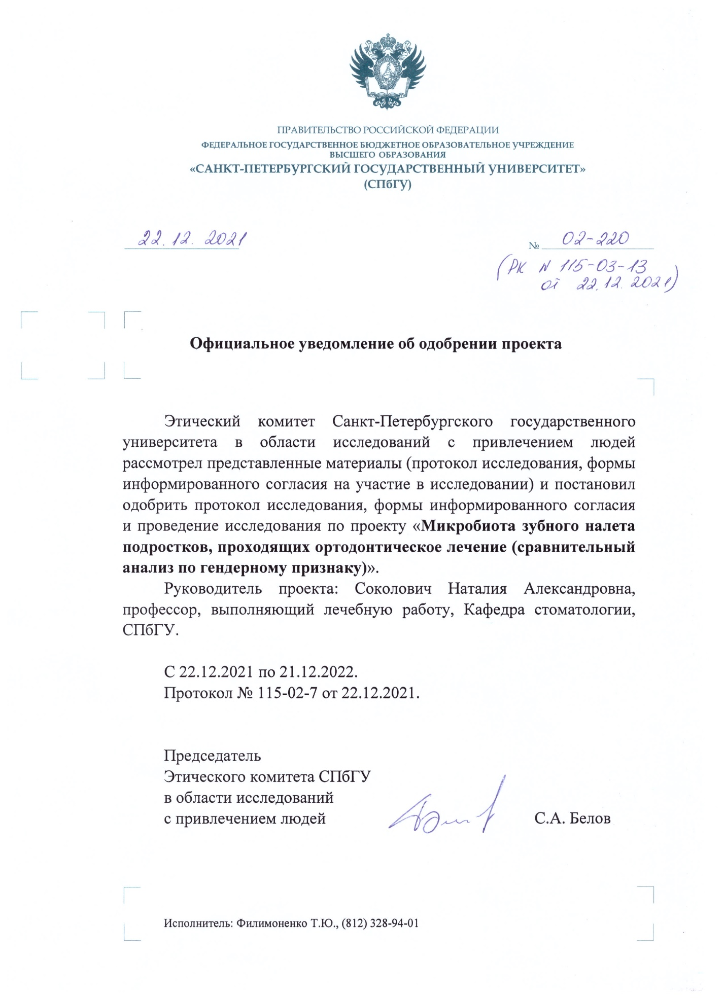 ПРАВИТЕЛЬСТВО РОССИЙСКОЙ ФЕДЕРАЦИИ
ФЕДЕРАЛЬНОЕ ГОСУДАРСТВЕННОЕ БЮДЖЕТНОЕ ОБРАЗОВАТЕЛЬНОЕ УЧРЕЖДЕНИЕ
ВЫСШЕГО ОБРАЗОВАНИЯ
«САНКТ-ПЕТЕРБУРГСКИЙ ГОСУДАРСТВЕННЫЙ УНИВЕРСИТЕТ»
(СПбГУ)
22.12.2021
№ 02-220
(РК N 115-03-13
от 22.12.2021)
Официальное уведомление об одобрении проекта
Этический комитет Санкт-Петербургского государственного
университета в области исследований с привлечением людей
рассмотрел представленные материалы (протокол исследования, формы
информированного согласия на участие в исследовании) и постановил
одобрить протокол исследования, формы информированного согласия
и проведение исследования по проекту «Микробиота зубного налета
подростков, проходящих ортодонтическое лечение (сравнительный
анализ по гендерному признаку)».
Руководитель проекта: Соколович Наталия Александровна,
профессор, выполняющий лечебную работу, Кафедра стоматологии,
СПбГУ.
С 22.12.2021 по 21.12.2022.
Протокол № 115-02-7 от 22.12.2021.
Председатель
Этического комитета СПбГУ
в области исследований
с привлечением людей С.А. Белов
Исполнитель: Филимоненко Т.Ю., (812) 328-94-01